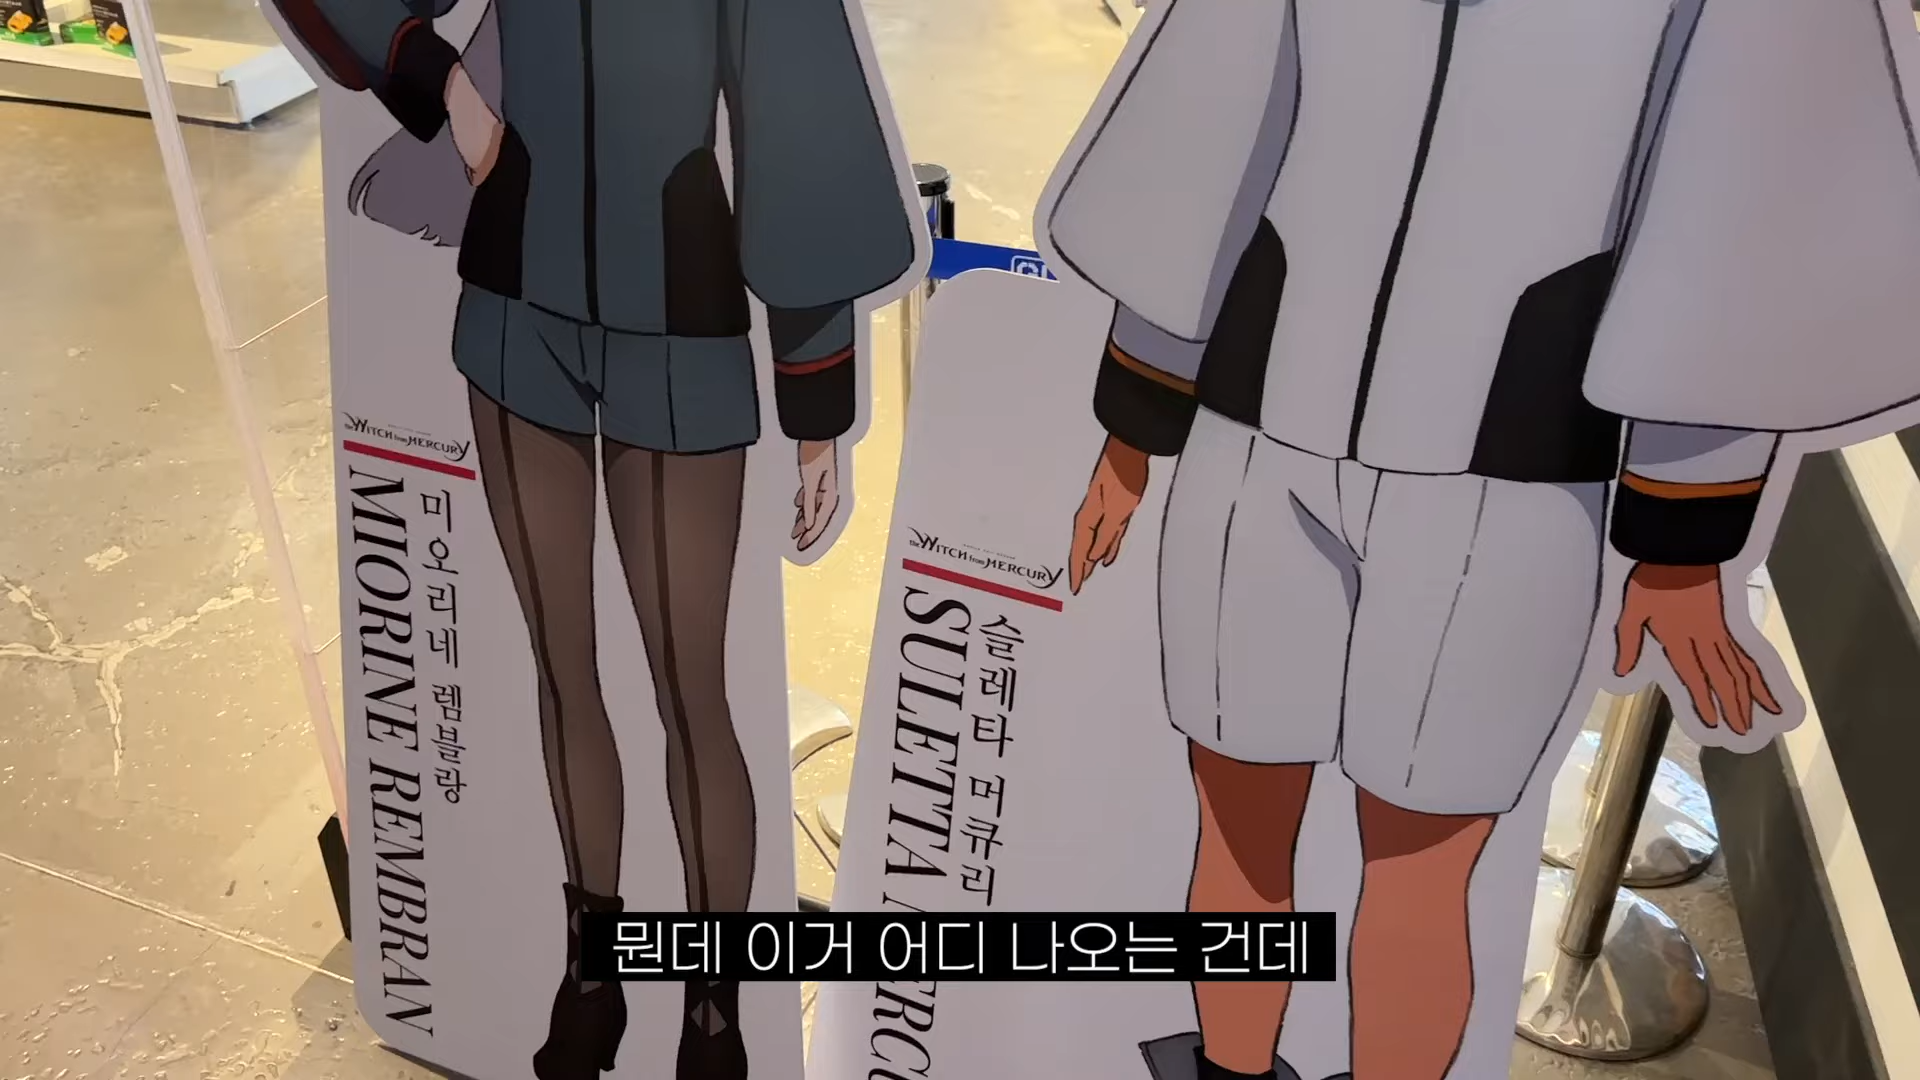 the WITCH from MERCURY
미오리네 렘블랑
MIORINE REMBRAN
the WITCH from MERCURY
슬레타 머큐리
SULETTA
뭔데 이거 어디 나오는 건데